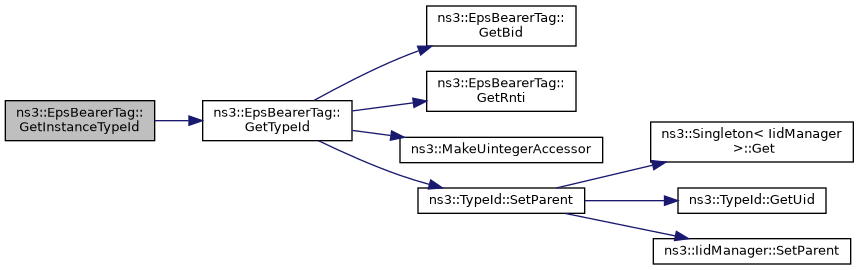 ns3::EpsBearerTag::
GetInstanceTypeId
ns3::EpsBearerTag::
GetTypeId
ns3::EpsBearerTag::
GetBid
ns3::EpsBearerTag::
GetRnti
ns3::MakeUintegerAccessor
ns3::TypeId::SetParent
ns3::Singleton< IidManager
>::Get
ns3::TypeId::GetUid
ns3::IidManager::SetParent